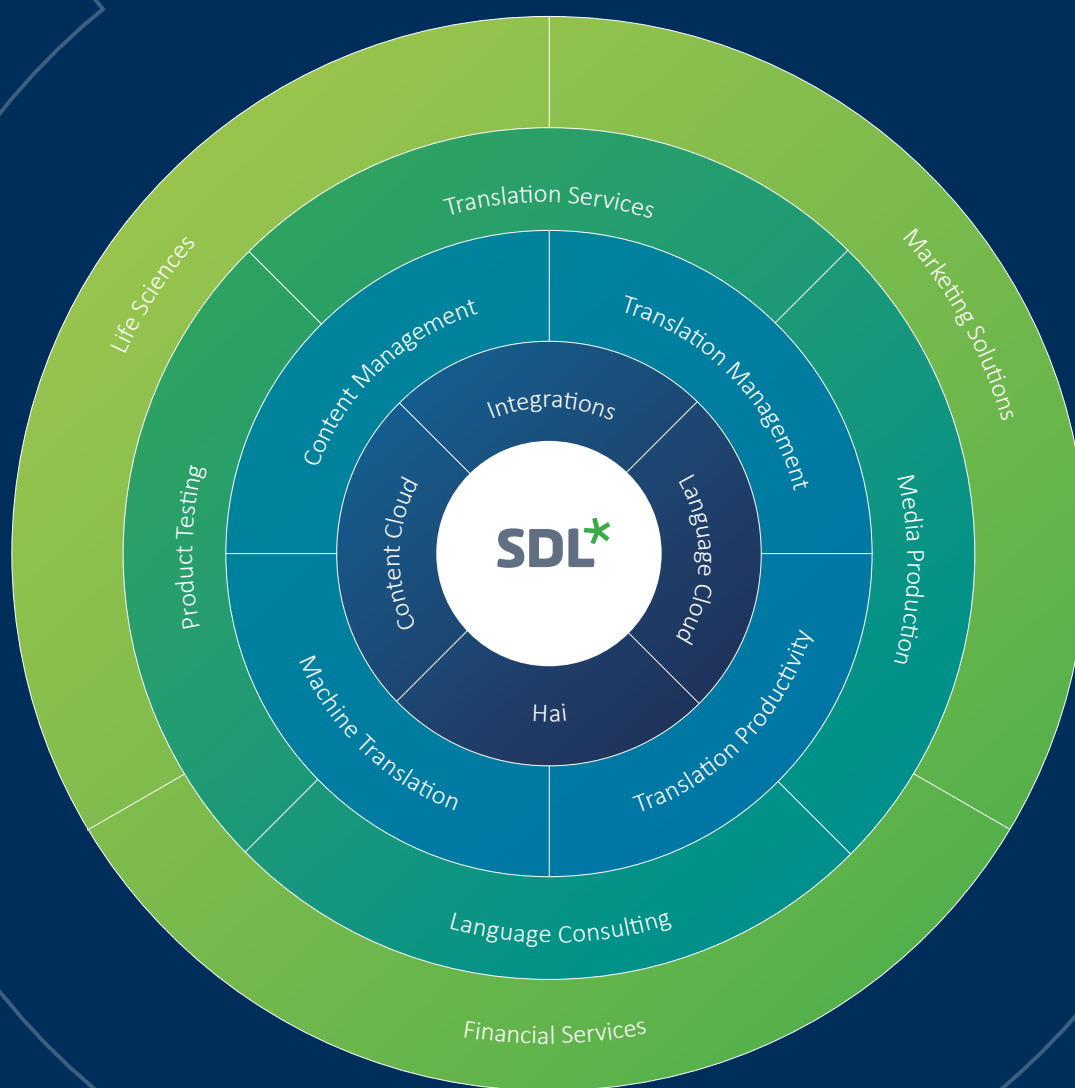 Life Sciences
Marketing Solutions
Financial Services
Translation Services
Media Production
Language Consulting
Product Testing
Content Management
Translation Management
Translation Productivity
Machine Translation
Integrations
Language Cloud
Hai
Content Cloud
SDL*